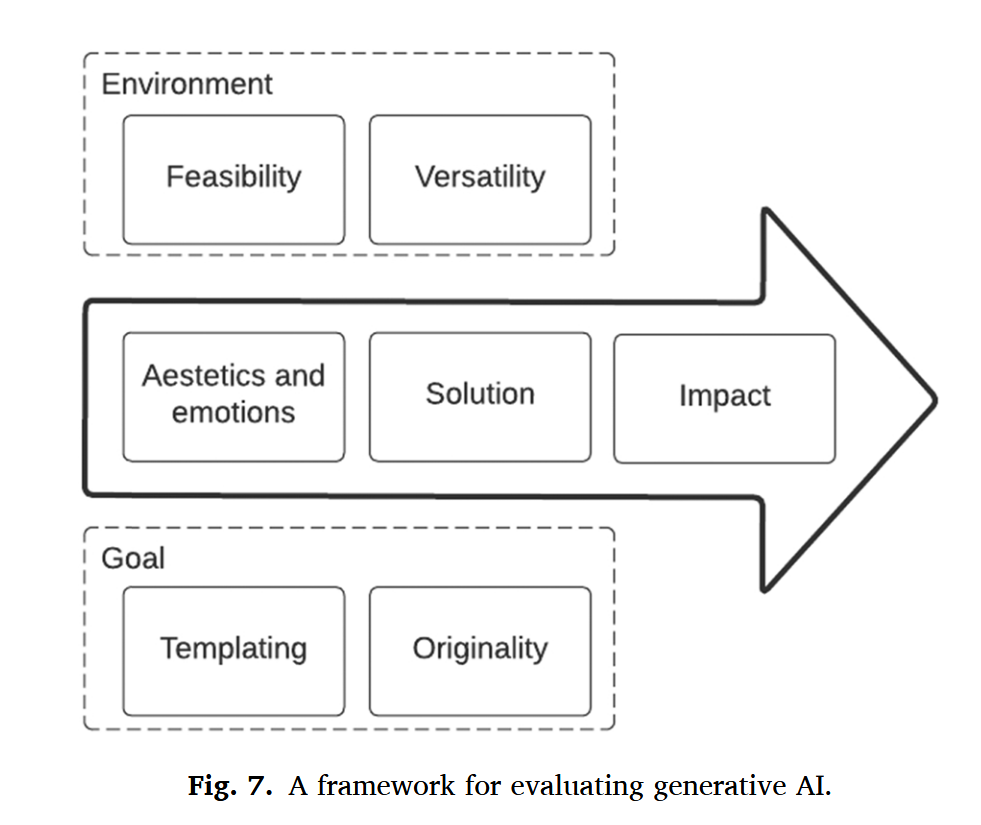 Environment
Feasibility
Versatility
Aestetics and
emotions
Solution
Impact
Goal
Templating
Originality
Fig. 7. A framework for evaluating generative AI.